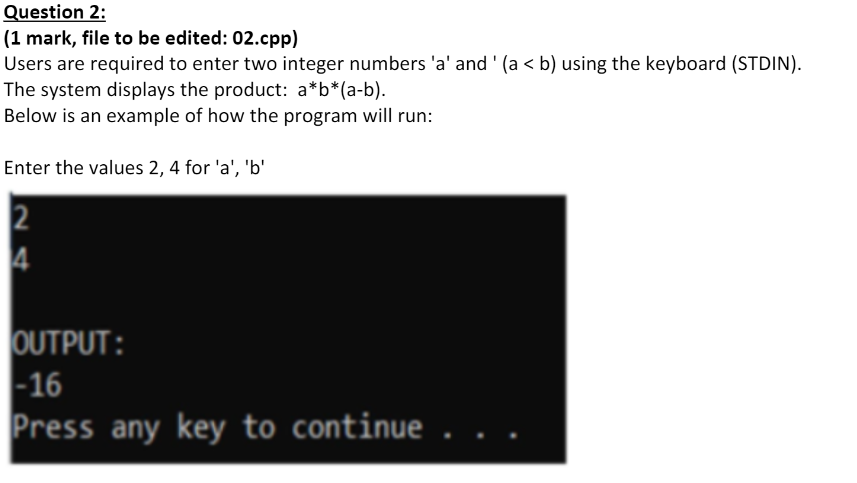 Question 2:
(1 mark, file to be edited: 02.cpp)
Users are required to enter two integer numbers 'a' and ' (a < b) using the keyboard (STDIN).
The system displays the product:  a*b*(a-b).
Below is an example of how the program will run:
Enter the values 2, 4 for 'a', 'b'
2
4
OUTPUT:
-16
Press any key to continue . . .